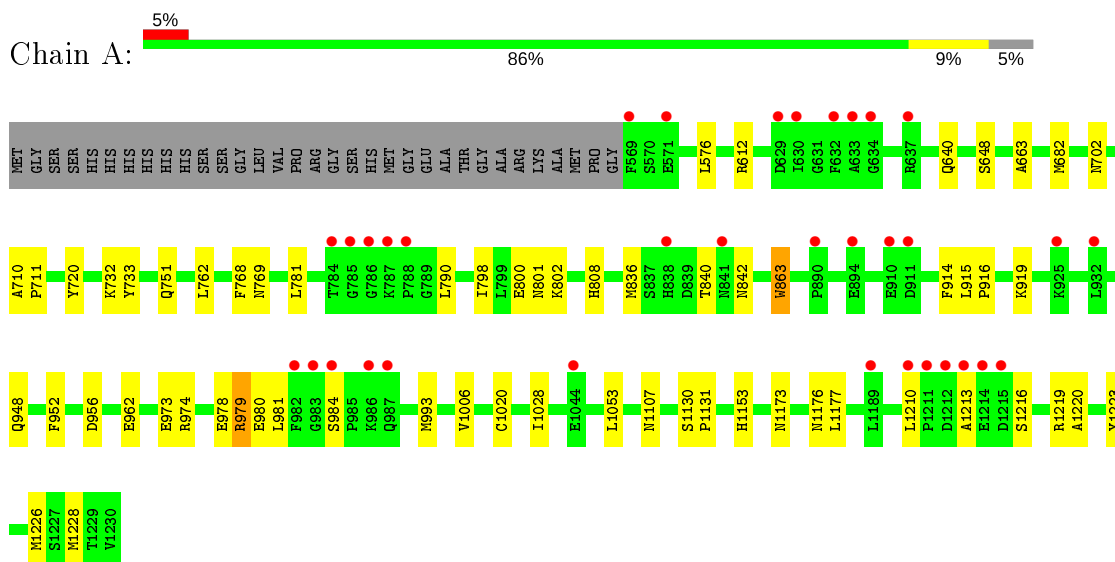 5%
Chain A:
86% 9% 5%
MET GLY SER SER HIS HIS HIS HIS HIS HIS SER SER GLY LEU VAL PRO ARG GLY SER HIS MET GLY GLU ALA THR GLY ALA ARG LYS ALA MET PRO GLY F569 S570 E571 L576 R612 D629 I630 G631 F632 A633 G634 R637 Q640 S648 A663 M682 N702
A710 P711 Y720 K732 Y733 Q751 L762 F768 N769 L781 T784 G785 G786 K787 P788 G789 L790 I798 L799 E800 N801 K802 H808 M836 S837 H838 D839 T840 N841 N842 W863 P890 E894 E910 D911 F914 L915 P916 K919 K925 L932
Q948 F952 D956 E962 E973 R974 E978 R979 E980 L981 F982 G983 S984 P985 K986 Q987 M993 V1006 C1020 I1028 E1044 L1053 N1107 S1130 P1131 H1153 N1173 N1176 L1177 L1189 L1210 P1211 D1212 A1213 E1214 D1215 S1216 R1219 A1220
M1226 S1227 M1228 T1229 V1230